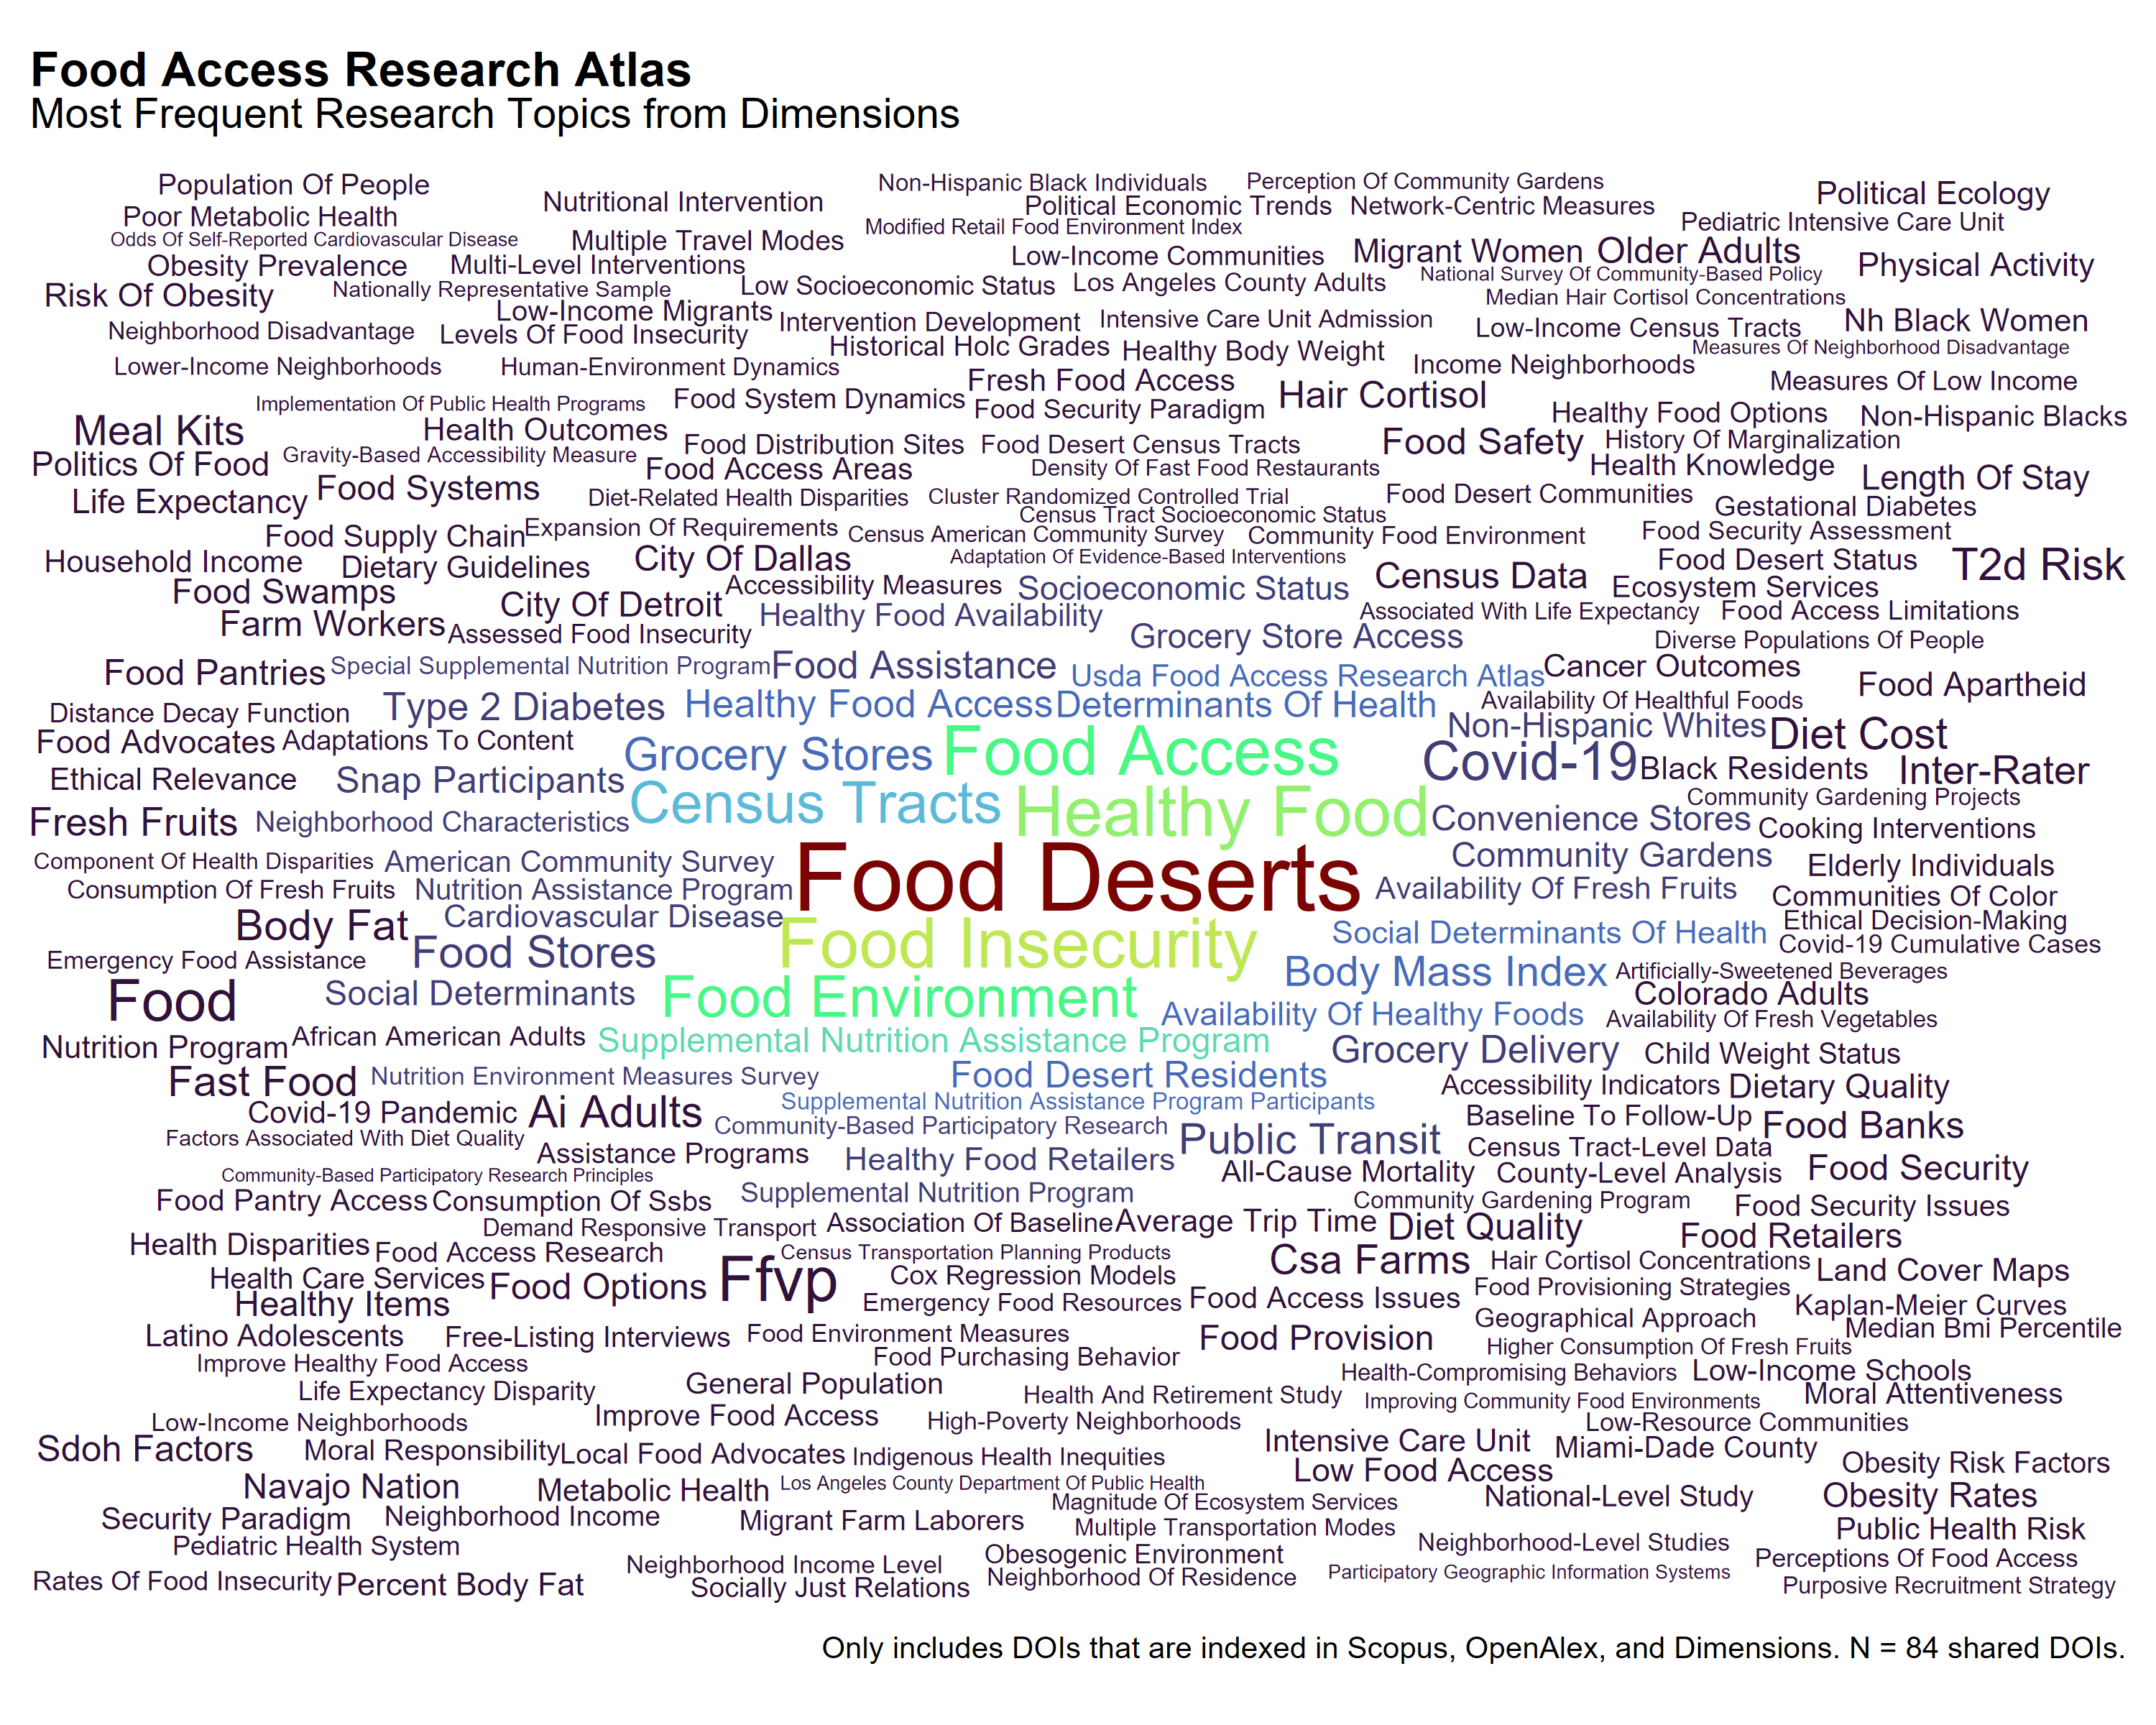 Food Access Research Atlas
Most Frequent Research Topics from Dimensions
Population Of People
Non-Hispanic Black Individuals
Perception Of Community Gardens
Political Ecology
Nutritional Intervention
Political Economic Trends
Network-Centric Measures
Poor Metabolic Health
Modified Retail Food Environment Index
Pediatric Intensive Care Unit
Odds Of Self-Reported Cardiovascular Disease
Multiple Travel Modes
Low-Income Communities
Migrant Women
Older Adults
Obesity Prevalence
Multi-Level Interventions
National Survey Of Community-Based Policy
Physical Activity
Risk Of Obesity
Nationally Representative Sample
Low Socioeconomic Status
Los Angeles County Adults
Median Hair Cortisol Concentrations
Low-Income Migrants
Neighborhood Disadvantage
Levels Of Food Insecurity
Intervention Development
Intensive Care Unit Admission
Low-Income Census Tracts
Nh Black Women
Historical Holc Grades
Healthy Body Weight
Measures Of Neighborhood Disadvantage
Lower-Income Neighborhoods
Human-Environment Dynamics
Income Neighborhoods
Fresh Food Access
Measures Of Low Income
Implementation Of Public Health Programs
Food System Dynamics
Food Security Paradigm
Hair Cortisol
Healthy Food Options
Non-Hispanic Blacks
Meal Kits
Health Outcomes
Food Distribution Sites
Food Desert Census Tracts
Food Safety
History Of Marginalization
Politics Of Food
Gravity-Based Accessibility Measure
Food Access Areas
Density Of Fast Food Restaurants
Health Knowledge
Length Of Stay
Life Expectancy
Food Systems
Diet-Related Health Disparities
Cluster Randomized Controlled Trial
Food Desert Communities
Gestational Diabetes
Census Tract Socioeconomic Status
Food Supply Chain
Expansion Of Requirements
Census American Community Survey
Community Food Environment
Food Security Assessment
Household Income
Dietary Guidelines
City Of Dallas
Adaptation Of Evidence-Based Interventions
Food Desert Status
T2d Risk
Food Swamps
Accessibility Measures
Socioeconomic Status
Census Data
Ecosystem Services
City Of Detroit
Healthy Food Availability
Associated With Life Expectancy
Food Access Limitations
Farm Workers
Assessed Food Insecurity
Grocery Store Access
Diverse Populations Of People
Food Pantries
Special Supplemental Nutrition Program
Food Assistance
Usda Food Access Research Atlas
Cancer Outcomes
Food Apartheid
Distance Decay Function
Type 2 Diabetes
Healthy Food Access
Determinants Of Health
Availability Of Healthful Foods
Non-Hispanic Whites
Diet Cost
Food Advocates
Adaptations To Content
Grocery Stores
Food Access
Covid-19
Black Residents
Inter-Rater
Ethical Relevance
Snap Participants
Census Tracts
Healthy Food
Community Gardening Projects
Fresh Fruits
Neighborhood Characteristics
Convenience Stores
Cooking Interventions
Component Of Health Disparities
American Community Survey
Food Deserts
Community Gardens
Elderly Individuals
Consumption Of Fresh Fruits
Nutrition Assistance Program
Availability Of Fresh Fruits
Communities Of Color
Body Fat
Cardiovascular Disease
Ethical Decision-Making
Food Stores
Food Insecurity
Social Determinants Of Health
Covid-19 Cumulative Cases
Emergency Food Assistance
Body Mass Index
Artificially-Sweetened Beverages
Food
Social Determinants
Food Environment
Colorado Adults
Availability Of Healthy Foods
Availability Of Fresh Vegetables
Nutrition Program
African American Adults
Supplemental Nutrition Assistance Program
Grocery Delivery
Child Weight Status
Fast Food
Nutrition Environment Measures Survey
Food Desert Residents
Accessibility Indicators
Dietary Quality
Covid-19 Pandemic
Ai Adults
Supplemental Nutrition Assistance Program Participants
Community-Based Participatory Research
Baseline To Follow-Up
Food Banks
Factors Associated With Diet Quality
Assistance Programs
Healthy Food Retailers
Public Transit
Census Tract-Level Data
Community-Based Participatory Research Principles
All-Cause Mortality
County-Level Analysis
Food Security
Food Pantry Access
Consumption Of Ssbs
Supplemental Nutrition Program
Community Gardening Program
Food Security Issues
Demand Responsive Transport
Association Of Baseline
Average Trip Time
Diet Quality
Food Retailers
Health Disparities
Food Access Research
Census Transportation Planning Products
Csa Farms
Hair Cortisol Concentrations
Land Cover Maps
Health Care Services
Food Options
Ffvp
Cox Regression Models
Food Provisioning Strategies
Healthy Items
Emergency Food Resources
Food Access Issues
Kaplan-Meier Curves
Geographical Approach
Latino Adolescents
Free-Listing Interviews
Food Environment Measures
Food Provision
Median Bmi Percentile
Higher Consumption Of Fresh Fruits
Improve Healthy Food Access
Food Purchasing Behavior
Health-Compromising Behaviors
Low-Income Schools
Life Expectancy Disparity
General Population
Health And Retirement Study
Improving Community Food Environments
Moral Attentiveness
Low-Income Neighborhoods
Improve Food Access
High-Poverty Neighborhoods
Low-Resource Communities
Sdoh Factors
Moral Responsibility
Local Food Advocates
Indigenous Health Inequities
Intensive Care Unit
Miami-Dade County
Low Food Access
Obesity Risk Factors
Navajo Nation
Metabolic Health
Los Angeles County Department Of Public Health
Magnitude Of Ecosystem Services
National-Level Study
Obesity Rates
Security Paradigm
Neighborhood Income
Migrant Farm Laborers
Multiple Transportation Modes
Public Health Risk
Pediatric Health System
Neighborhood-Level Studies
Obesogenic Environment
Perceptions Of Food Access
Neighborhood Income Level
Rates Of Food Insecurity
Percent Body Fat
Socially Just Relations
Neighborhood Of Residence
Participatory Geographic Information Systems
Purposive Recruitment Strategy
Only includes DOIs that are indexed in Scopus, OpenAlex, and Dimensions. N = 84 shared DOIs.